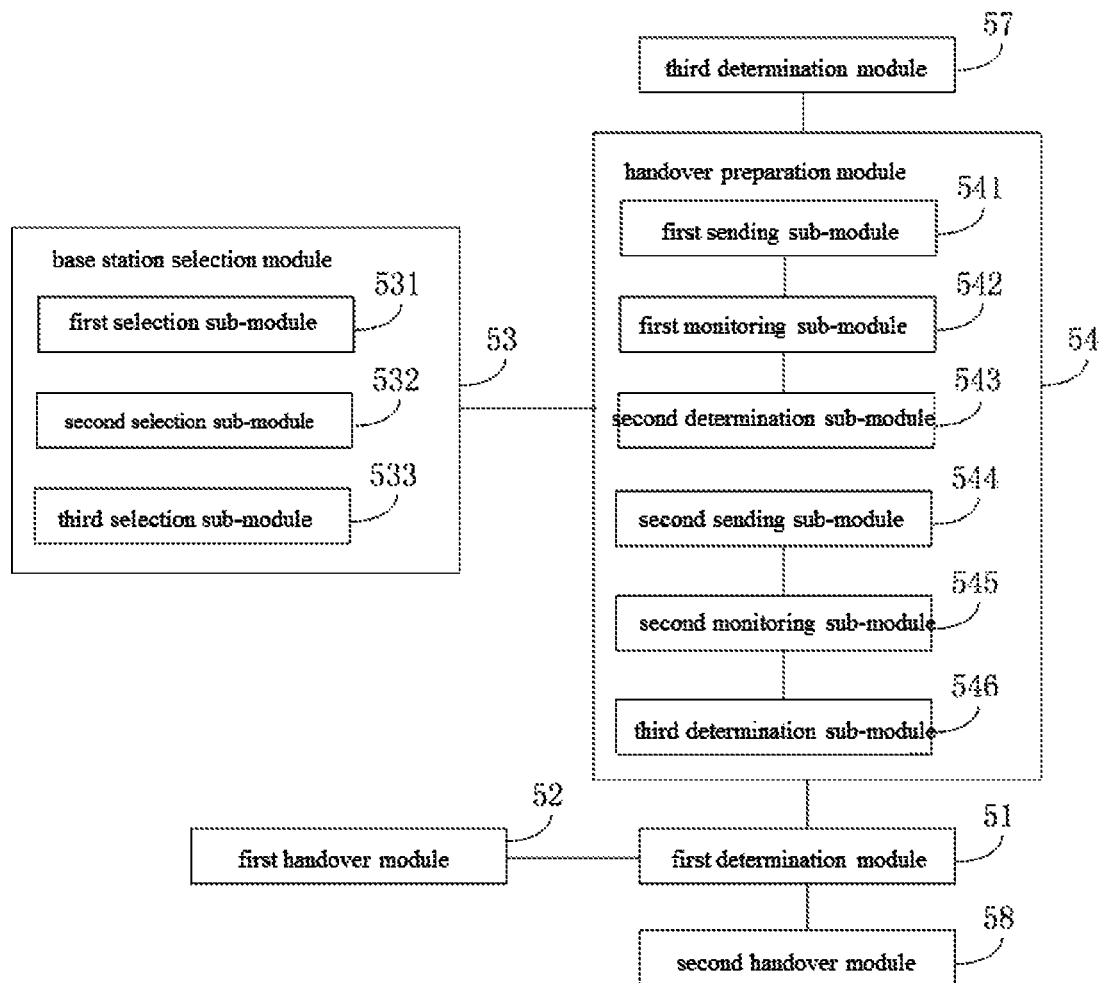 57
third determination module
handover preparation module
541
first sending sub-module
542
first monitoring sub-module
543
second determination sub-module
544
second sending sub-module
545
second monitoring sub-module
546
third determination sub-module
54
base station selection module
531
first selection sub-module
532
second selection sub-module
533
third selection sub-module
53
52
first handover module
51
first determination module
58
second handover module